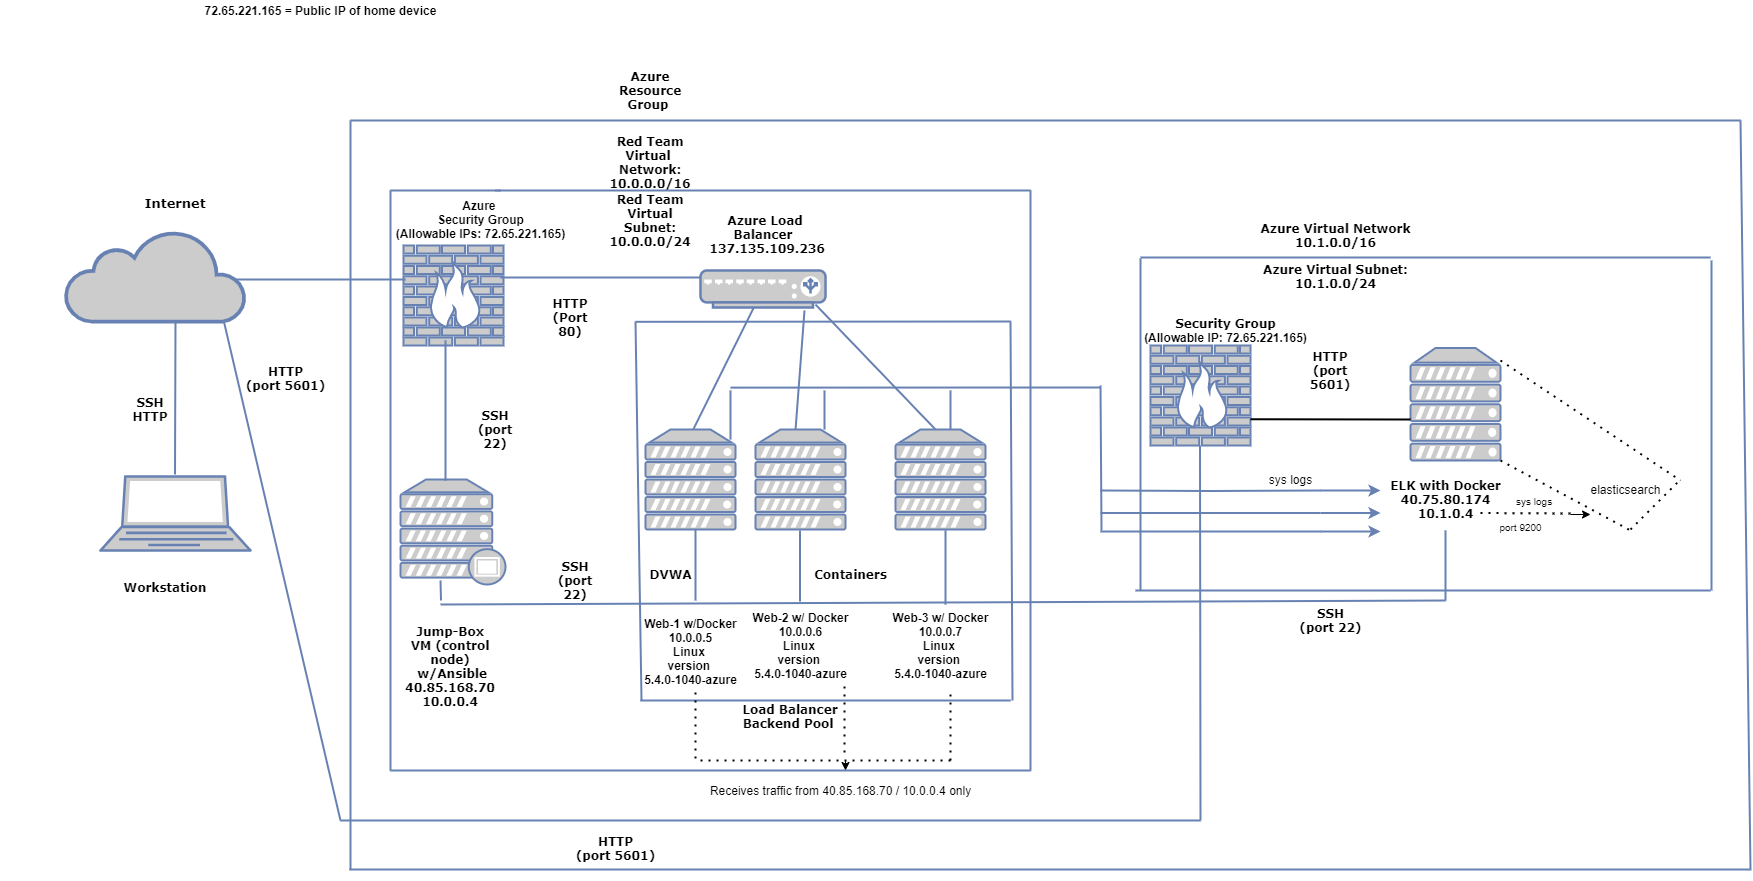 72.65.221.165 = Public IP of home device
Azure
Resource
Group
Red Team
Virtual
Network:
10.0.0.0/16
Red Team
Virtual
Subnet:
10.0.0.0/24
Internet
Azure
Security Group
(Allowable IPs: 72.65.221.165)
Azure Load
Balancer
137.135.109.236
HTTP
(Port
80)
HTTP
(port 5601)
SSH
HTTP
SSH
(port
22)
Workstation
Jump-Box
VM (control
node)
w/Ansible
40.85.168.70
10.0.0.4
SSH
(port
22)
DVWA
Containers
Web-1 w/Docker
10.0.0.5
Linux
version
5.4.0-1040-azure
Web-2 w/ Docker
10.0.0.6
Linux
version
5.4.0-1040-azure
Web-3 w/ Docker
10.0.0.7
Linux
version
5.4.0-1040-azure
Load Balancer
Backend Pool
Receives traffic from 40.85.168.70 / 10.0.0.4 only
HTTP
(port 5601)
Azure Virtual Network
10.1.0.0/16
Azure Virtual Subnet:
10.1.0.0/24
Security Group
(Allowable IP: 72.65.221.165)
HTTP
(port
5601)
sys logs
ELK with Docker
40.75.80.174
10.1.0.4
sys logs
port 9200
elasticsearch
SSH
(port 22)